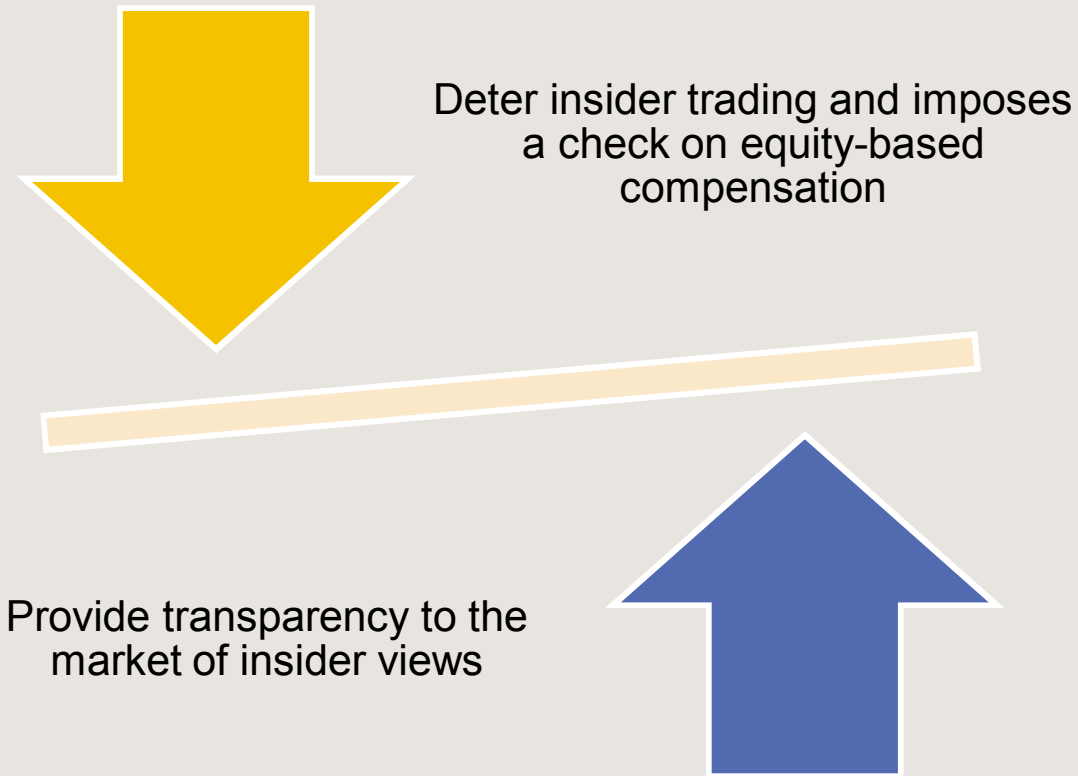 Deter insider trading and imposes
a check on equity-based
compensation
Provide transparency to the
market of insider views